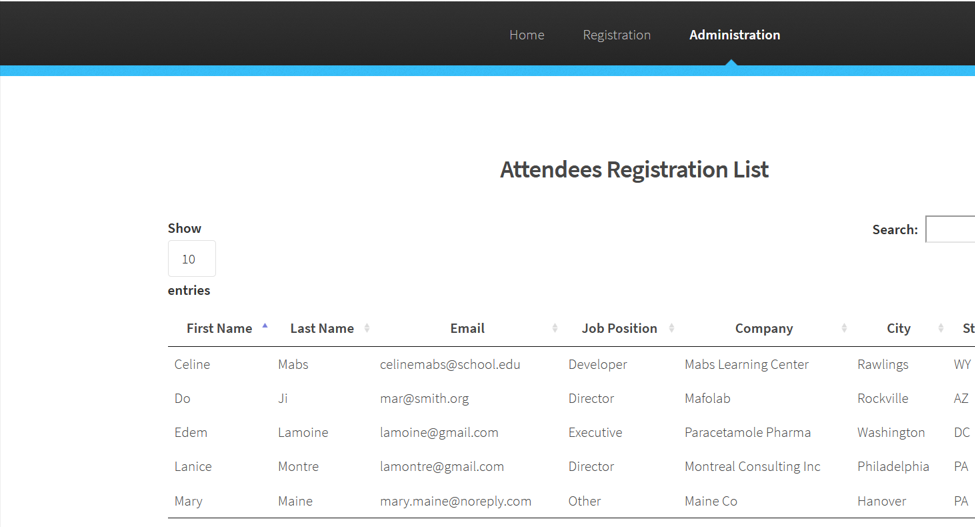 Home Registration Administration
Attendees Registration List
Show
10
entries
Search:
First Name Last Name Email Job Position Company City St
Celine Mabs celinemabs@school.edu Developer Mabs Learning Center Rawlings WY
Do Ji mar@smith.org Director Mafolab Rockville AZ
Edem Lamoine lamoine@gmail.com Executive Paracetamole Pharma Washington DC
Lanice Montre lamontre@gmail.com Director Montreal Consulting Inc Philadelphia PA
Mary Maine mary.maine@noreply.com Other Maine Co Hanover PA